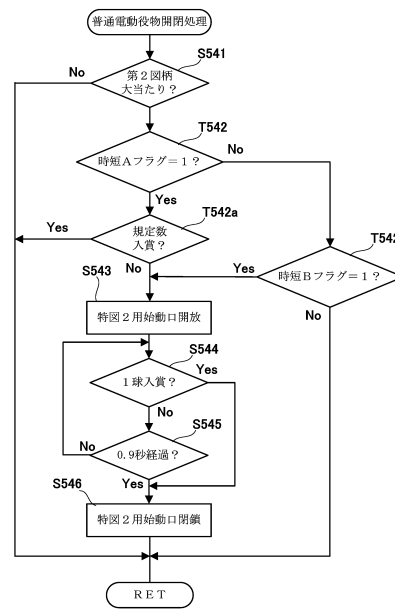 普通電動役物開閉処理
S541
No
第２図柄
大当たり？
T542
時短Ａフラグ＝１？
No
Yes
T542a
Yes
規定数
入賞？
No
T542
時短Ｂフラグ＝１？
Yes
No
S543
特図２用始動口開放
S544
１球入賞？
Yes
No
S545
0.9秒経過？
No
Yes
S546
特図２用始動口閉鎖
ＲＥＴ